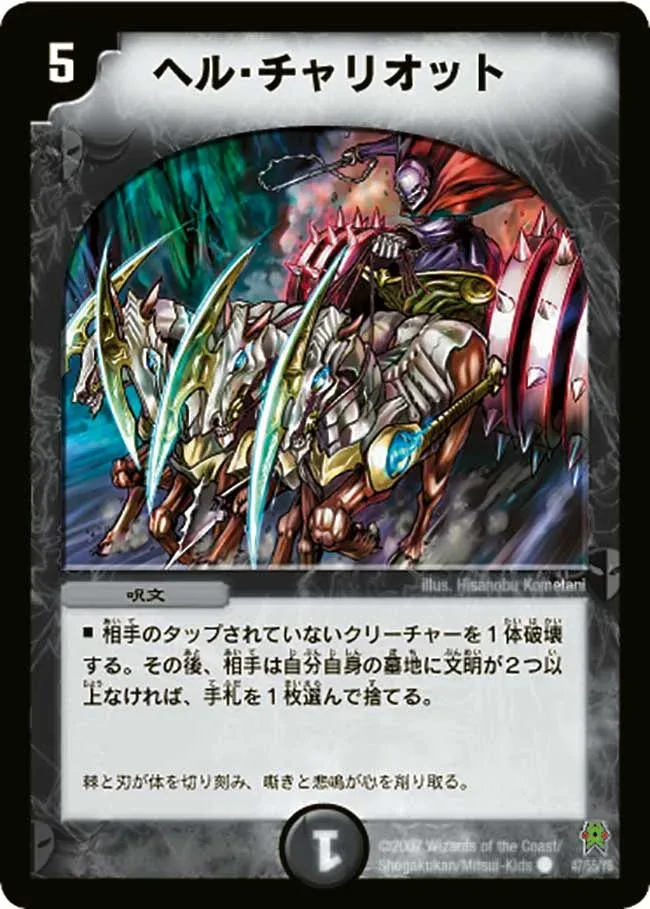 5
ヘル・チャリオット
illus. Hisanobu Kometani
呪文
■ 相手のタップされていないクリーチャーを1体破壊
する。その後、相手は自分自身の墓地に文明が2つ以
上なければ、手札を1枚選んで捨てる。
棘と刃が体を切り刻み、嘶きと悲鳴が心を削り取る。
1
©2007 Wizards of the Coast/
Shogakukan/Mitsui-Kids
47/55/Y6